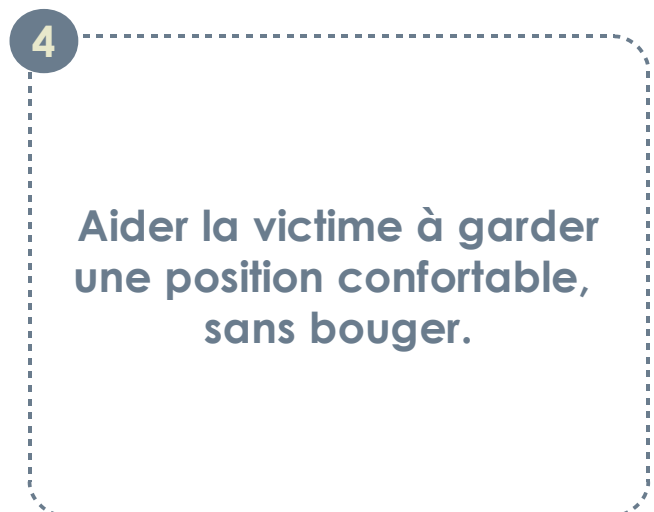 4
Aider la victime à garder
une position confortable,
sans bouger.